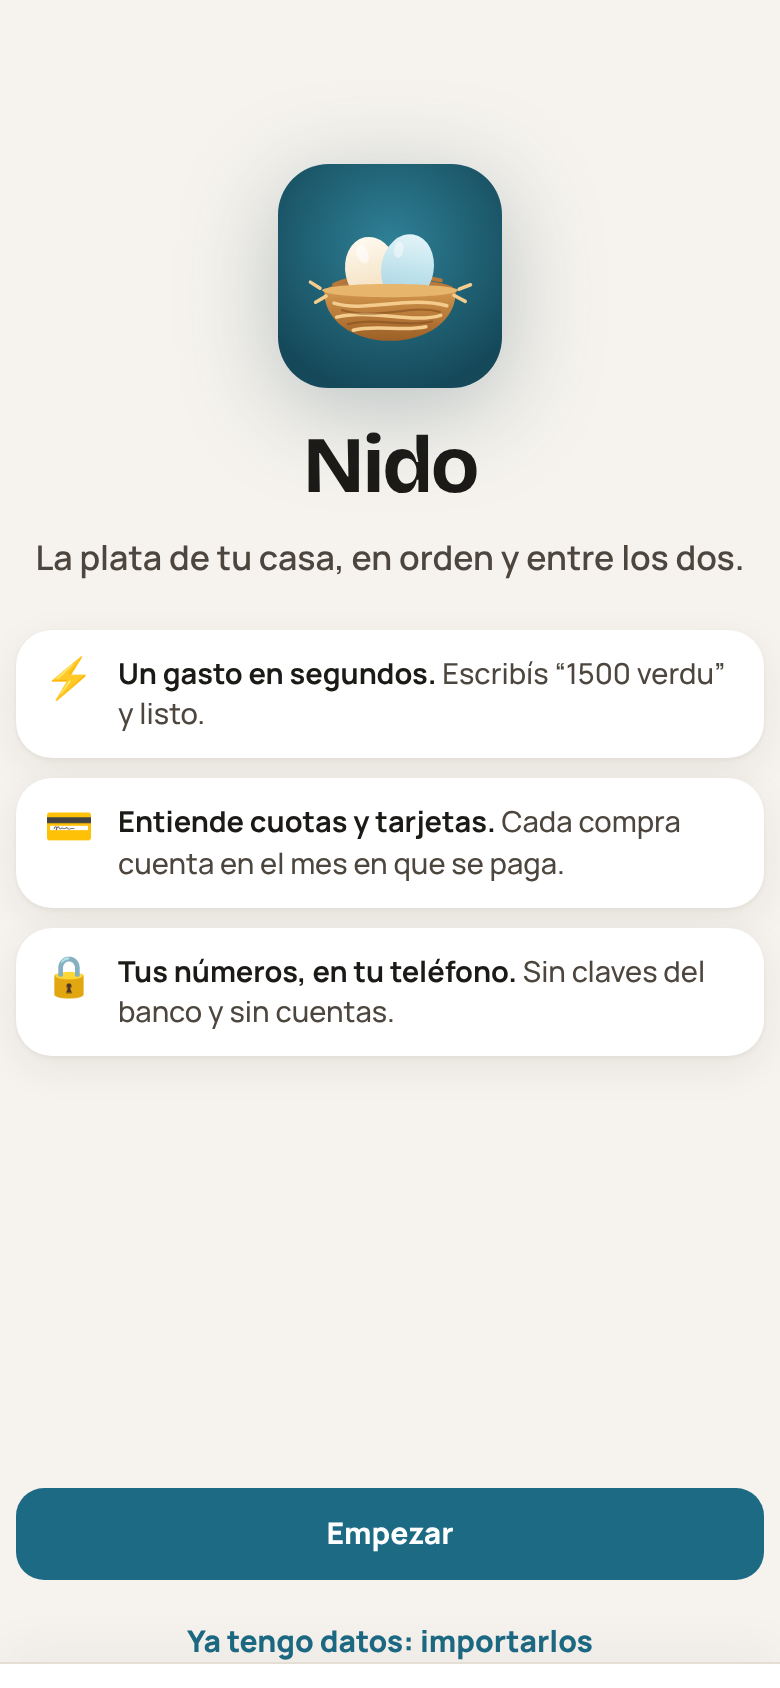 Nido
La plata de tu casa, en orden y entre los dos.
Un gasto en segundos. Escribís “1500 verdu”
y listo.
Entiende cuotas y tarjetas. Cada compra
cuenta en el mes en que se paga.
Tus números, en tu teléfono. Sin claves del
banco y sin cuentas.
Empezar
Ya tengo datos: importarlos